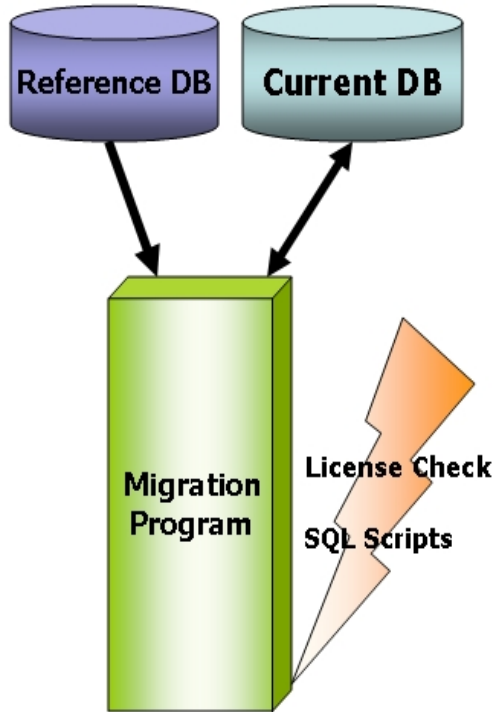 Reference DB
Current DB
Migration
Program
License Check
SQL Scripts